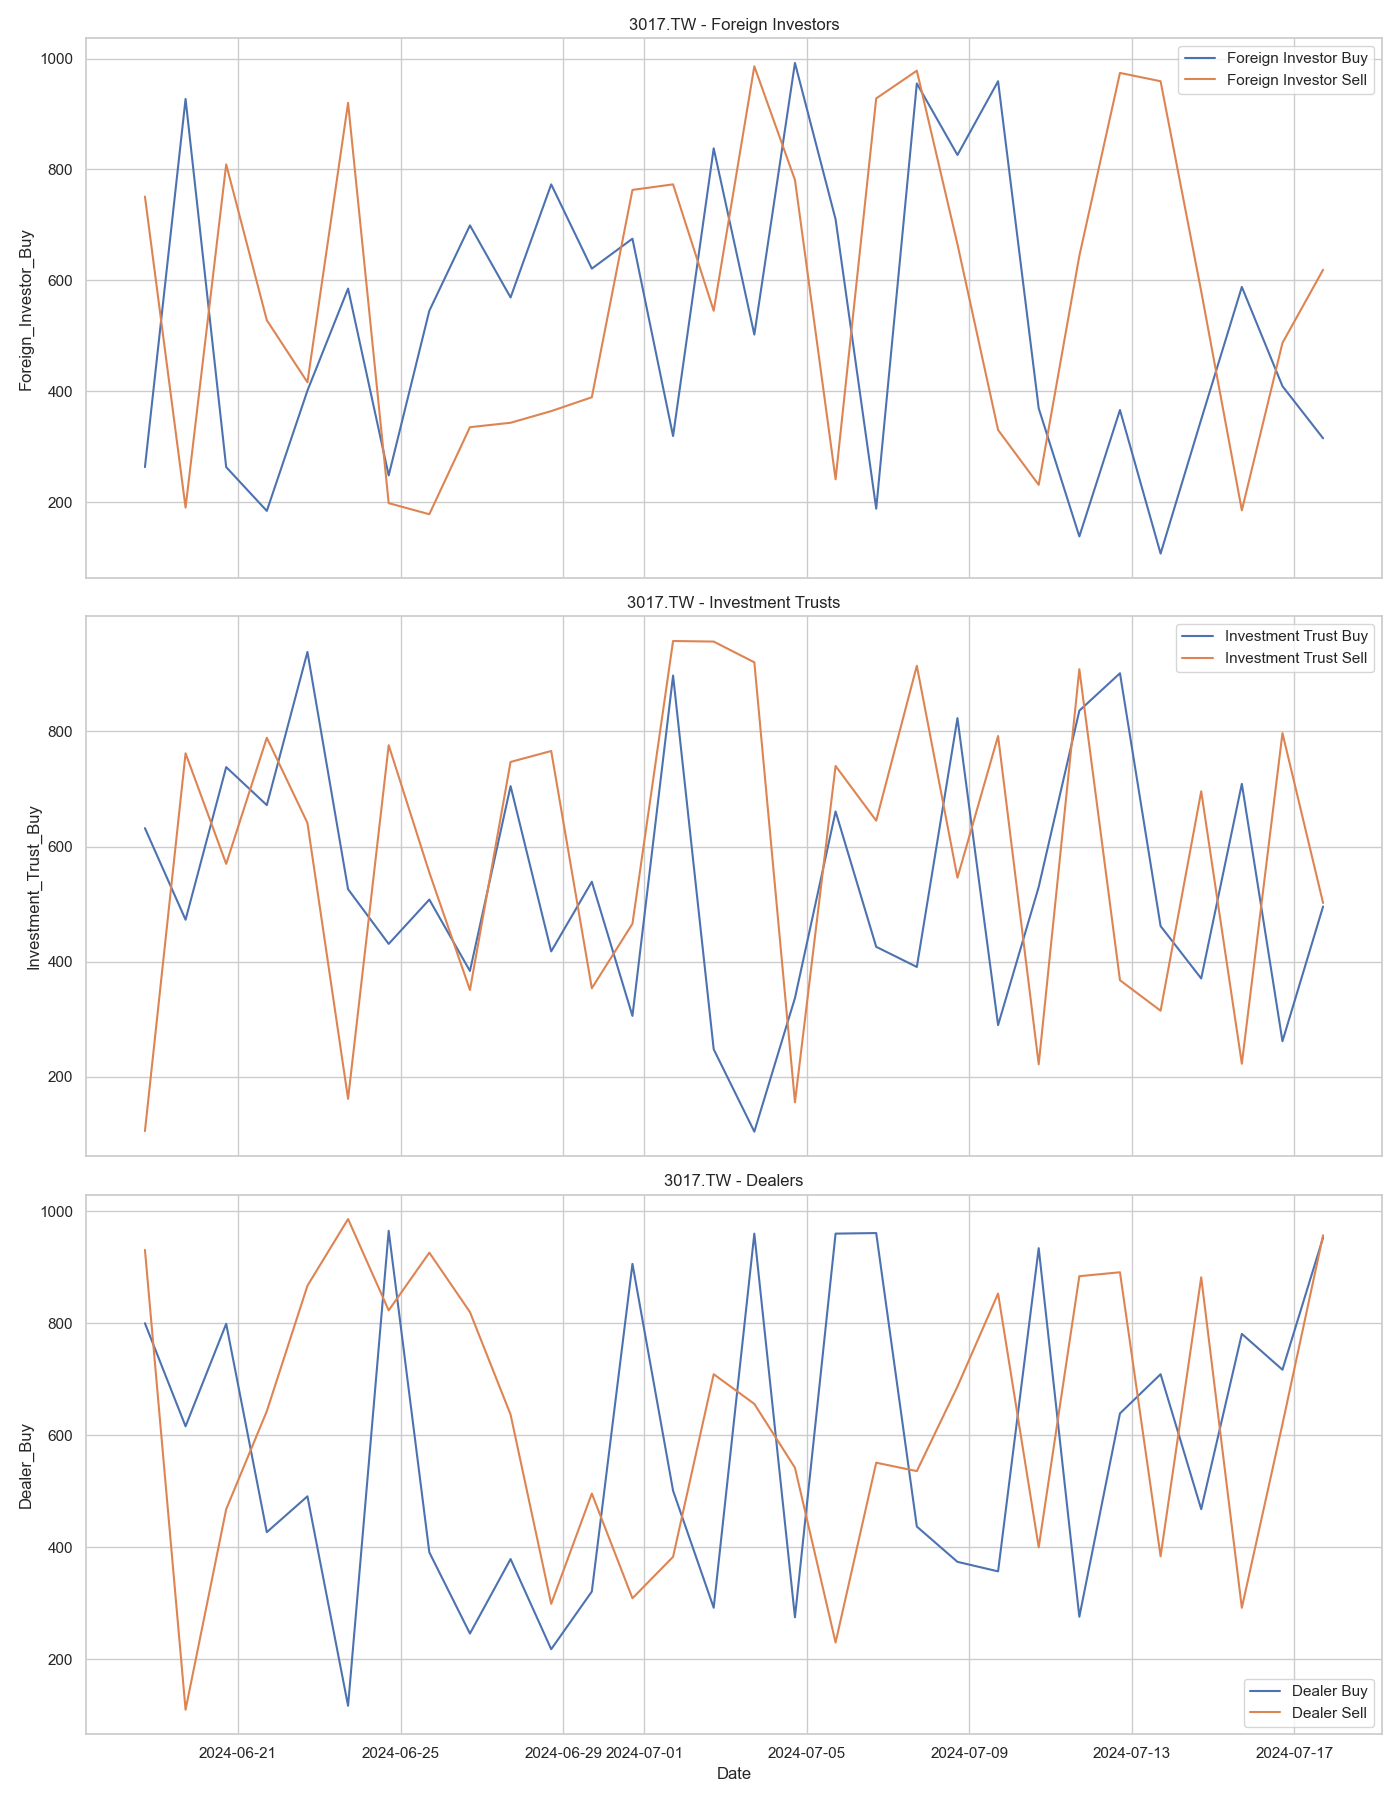 3017.TW - Foreign Investors
Foreign_Investor_Buy
1000
800
600
400
200
Foreign Investor Buy
Foreign Investor Sell
3017.TW - Investment Trusts
Investment_Trust_Buy
800
600
400
200
Investment Trust Buy
Investment Trust Sell
3017.TW - Dealers
Dealer_Buy
1000
800
600
400
200
Dealer Buy
Dealer Sell
2024-06-21 2024-06-25 2024-06-29 2024-07-01 2024-07-05 2024-07-09 2024-07-13 2024-07-17
Date